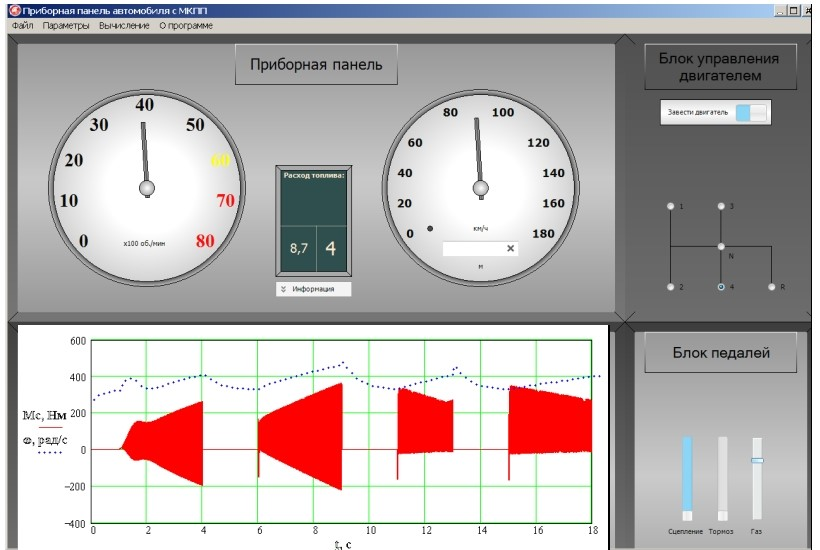 Приборная панель автомобиля с МКПП
Файл Параметры Вычисление О программе
Приборная панель
Блок управления
двигателем
Завести двигатель
0 10 20 30 40 50 60 70 80
x100 об./мин
Расход топлива:
8,7 4
Информация
0 20 40 60 80 100 120 140 160 180
км/ч
м
1 3
N
2 4 R
600
400
200
0
−200
−400
Мс, Нм
ω, рад/с
0 2 4 6 8 10 12 14 16 18
t, с
Блок педалей
Сцепление Тормоз Газ